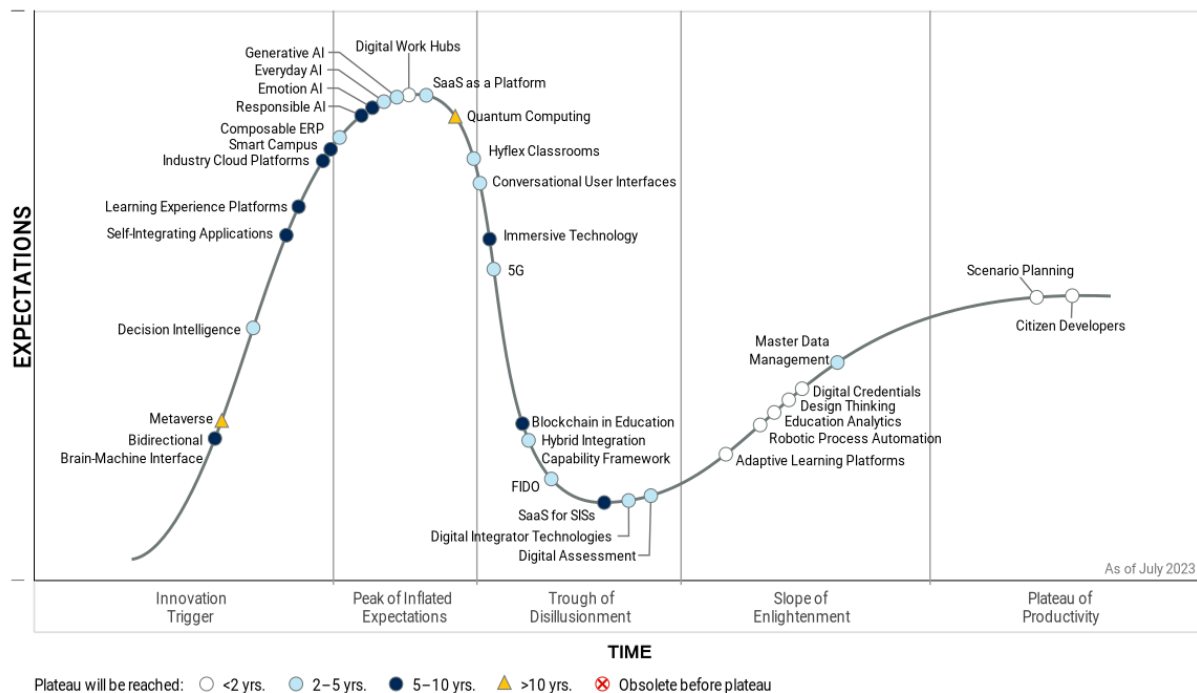 Digital Work Hubs
Generative AI
Everyday AI
Emotion AI
Responsible AI
Composable ERP
Smart Campus
Industry Cloud Platforms
Learning Experience Platforms
Self-Integrating Applications
Decision Intelligence
Metaverse
Bidirectional
Brain-Machine Interface
SaaS as a Platform
Quantum Computing
Hyflex Classrooms
Conversational User Interfaces
Immersive Technology
5G
Blockchain in Education
Hybrid Integration
Capability Framework
FIDO
SaaS for SISs
Digital Integrator Technologies
Digital Assessment
Master Data
Management
Digital Credentials
Design Thinking
Education Analytics
Robotic Process Automation
Adaptive Learning Platforms
Scenario Planning
Citizen Developers
EXPECTATIONS
As of July 2023
Innovation
Trigger
Peak of Inflated
Expectations
Trough of
Disillusionment
Slope of
Enlightenment
Plateau of
Productivity
TIME
Plateau will be reached: <2 yrs. 2–5 yrs. 5–10 yrs. >10 yrs. Obsolete before plateau